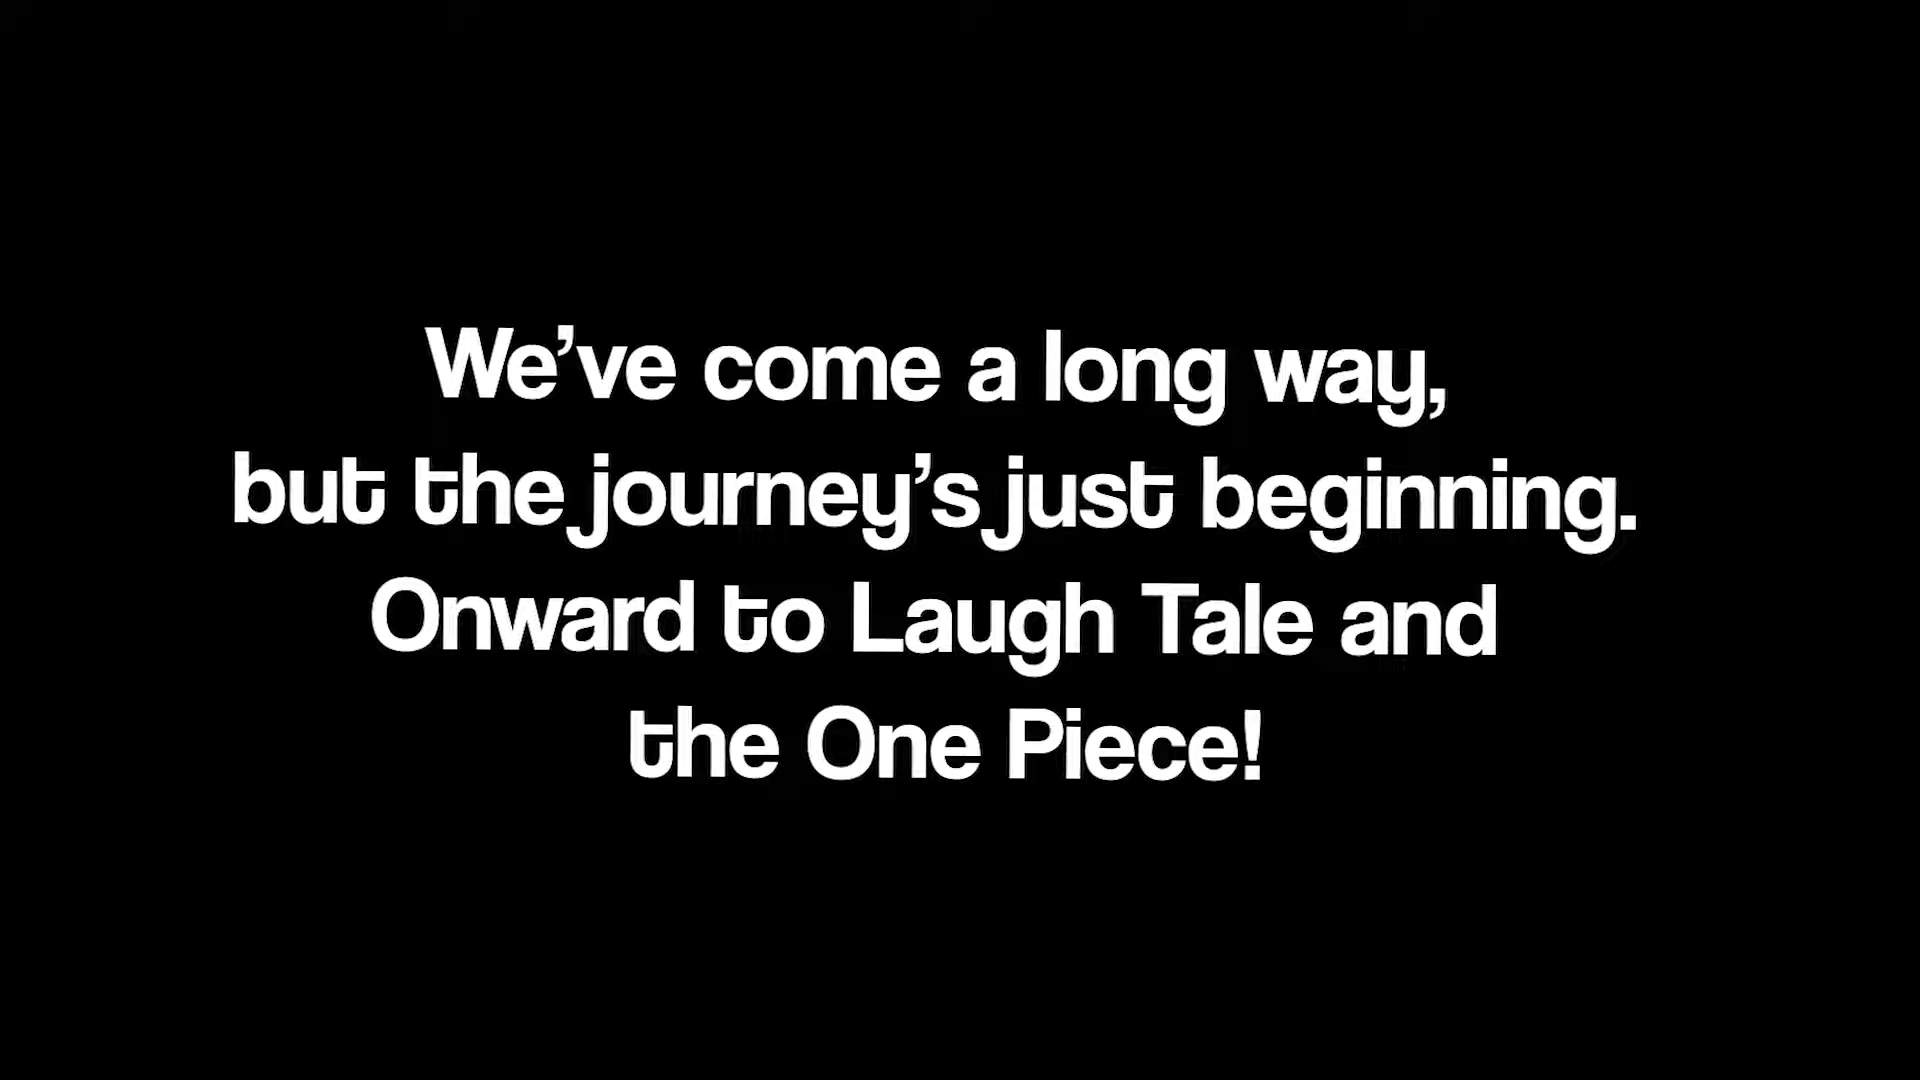 We’ve come a long way,
but the journey’s just beginning.
Onward to Laugh Tale and
the One Piece!